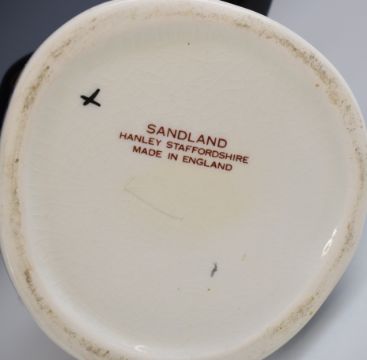 SANDLAND
HANLEY STAFFORDSHIRE
MADE IN ENGLAND